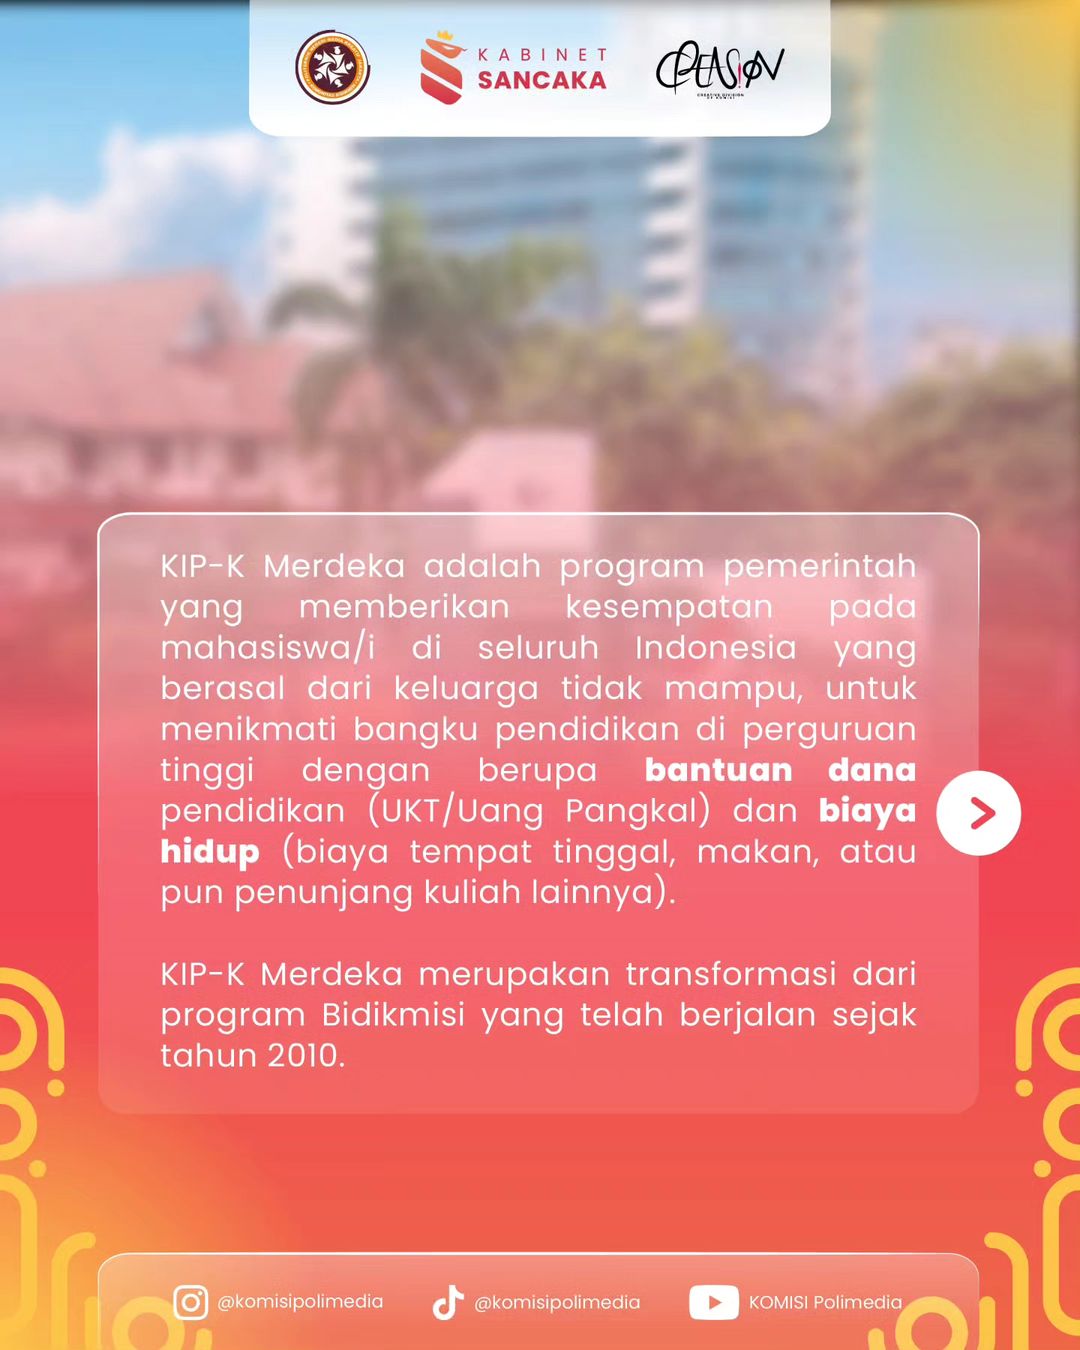 KABINET
SANCAKA
CREASION
CREATIVE DIVISION
OF KOMISI
KIP-K Merdeka adalah program pemerintah
yang memberikan kesempatan pada
mahasiswa/i di seluruh Indonesia yang
berasal dari keluarga tidak mampu, untuk
menikmati bangku pendidikan di perguruan
tinggi dengan berupa bantuan dana
pendidikan (UKT/Uang Pangkal) dan biaya
hidup (biaya tempat tinggal, makan, atau
pun penunjang kuliah lainnya).
KIP-K Merdeka merupakan transformasi dari
program Bidikmisi yang telah berjalan sejak
tahun 2010.
@komisipolimedia
@komisipolimedia
KOMISI Polimedia